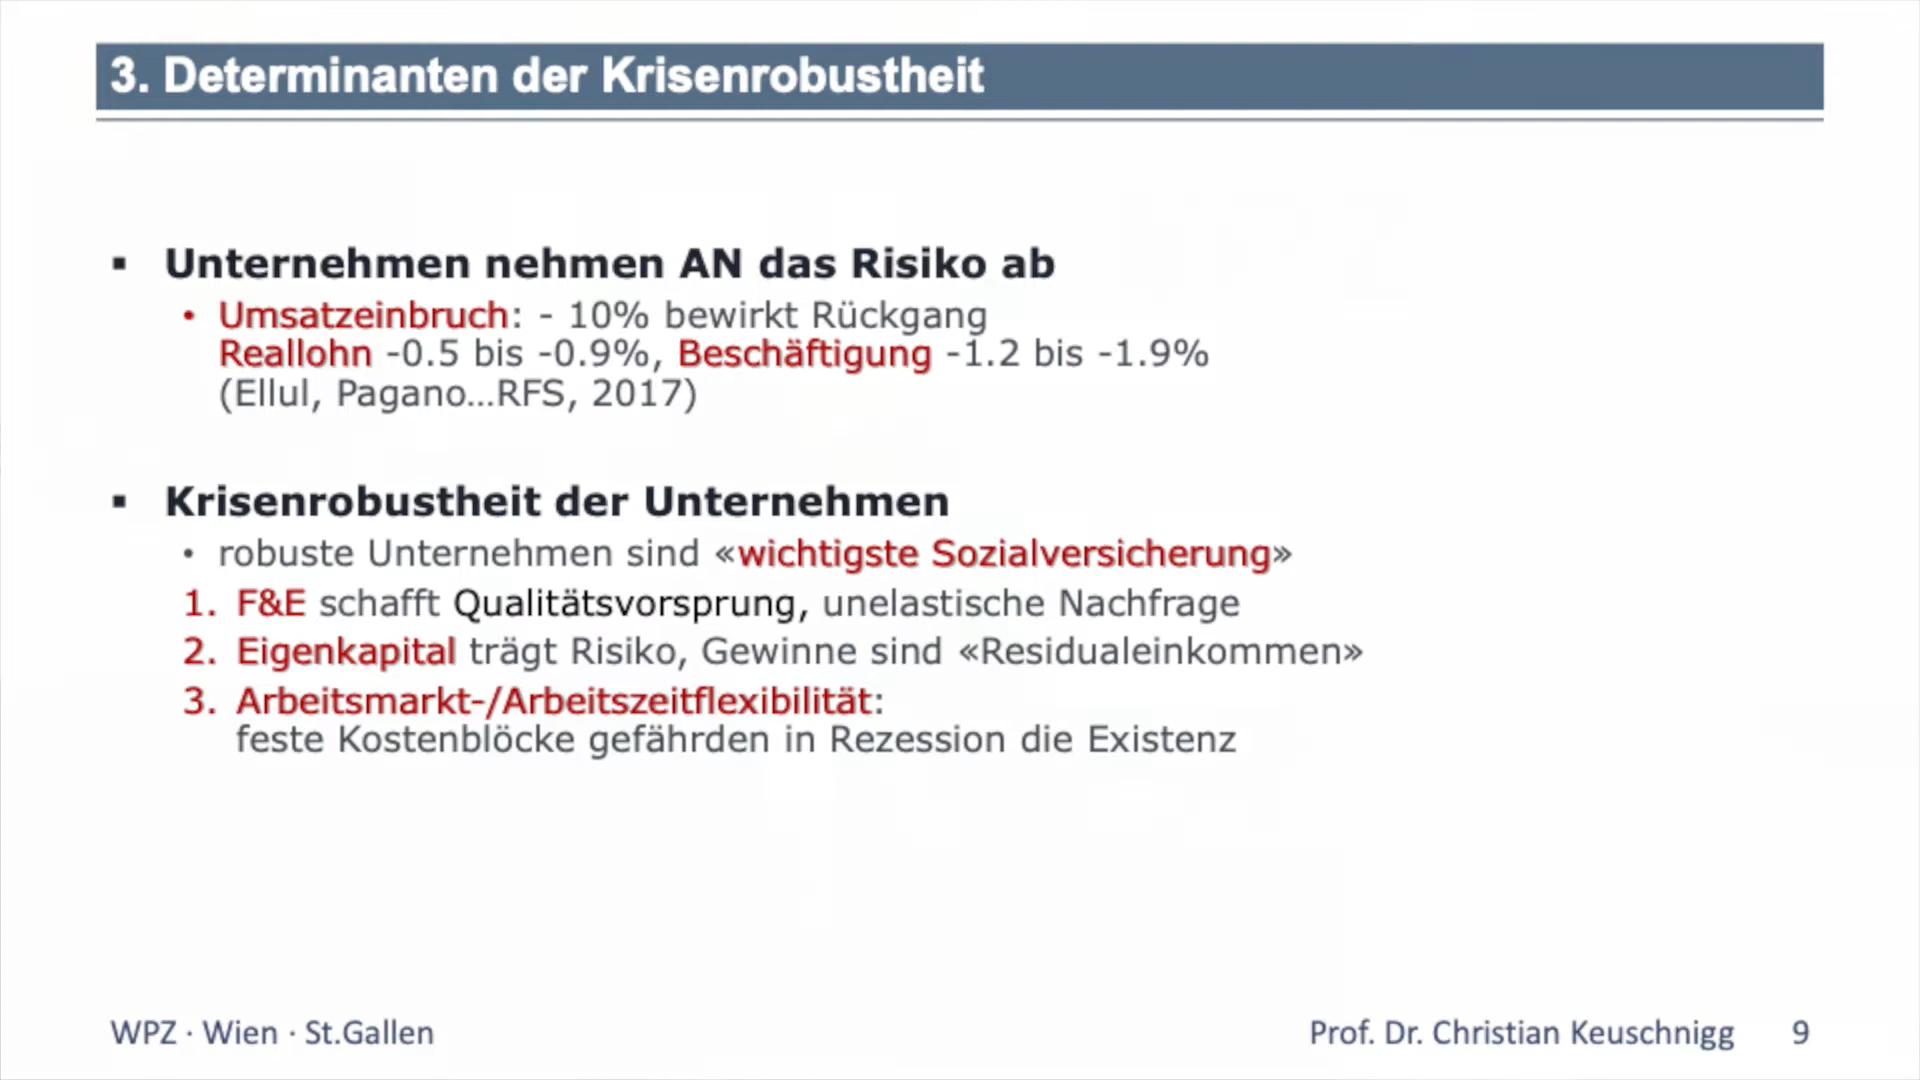 3. Determinanten der Krisenrobustheit
▪ Unternehmen nehmen AN das Risiko ab
• Umsatzeinbruch: - 10% bewirkt Rückgang
Reallohn -0.5 bis -0.9%, Beschäftigung -1.2 bis -1.9%
(Ellul, Pagano…RFS, 2017)
▪ Krisenrobustheit der Unternehmen
• robuste Unternehmen sind «wichtigste Sozialversicherung»
1. F&E schafft Qualitätsvorsprung, unelastische Nachfrage
2. Eigenkapital trägt Risiko, Gewinne sind «Residualeinkommen»
3. Arbeitsmarkt-/Arbeitszeitflexibilität:
feste Kostenblöcke gefährden in Rezession die Existenz
WPZ · Wien · St.Gallen
Prof. Dr. Christian Keuschnigg 9